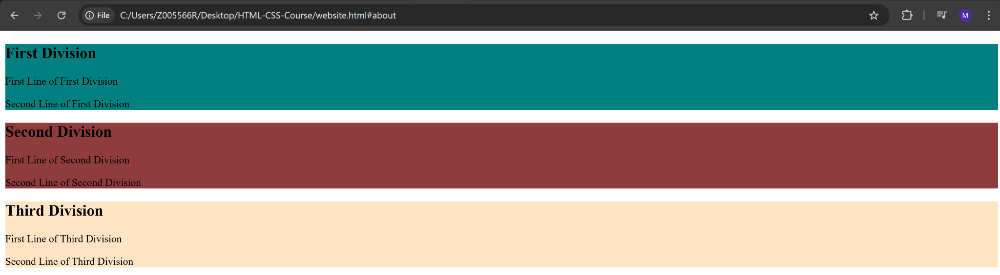 File C:/Users/Z005566R/Desktop/HTML-CSS-Course/website.html#about M
First Division
First Line of First Division
Second Line of First Division
Second Division
First Line of Second Division
Second Line of Second Division
Third Division
First Line of Third Division
Second Line of Third Division